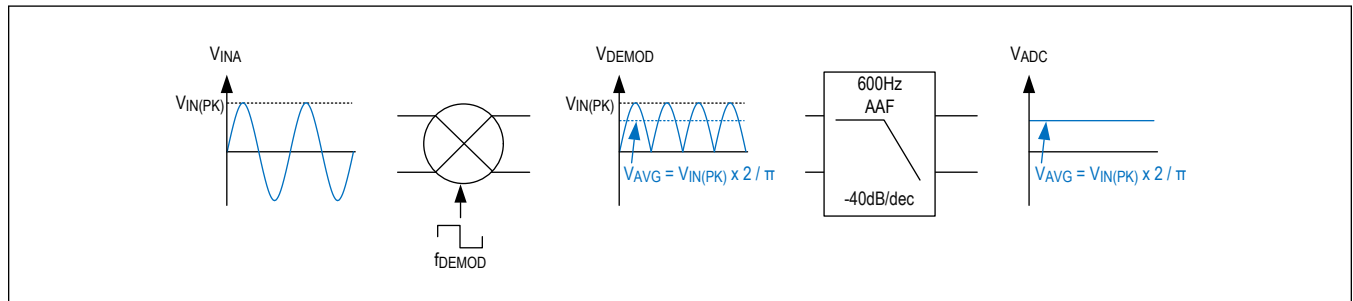 VINA
VIN(PK)
fDEMOD
VDEMOD
VIN(PK)
VAVG = VIN(PK) x 2 / π
600Hz
AAF
-40dB/dec
VADC
VAVG = VIN(PK) x 2 / π